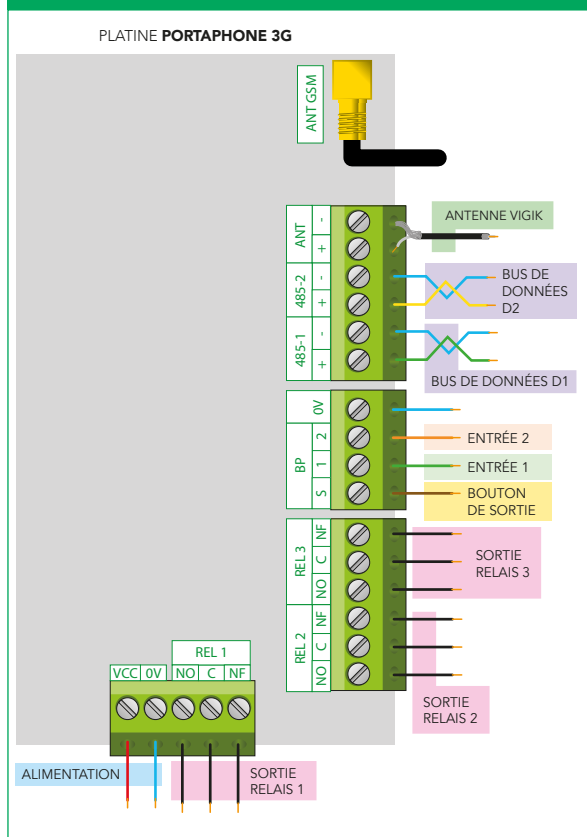 PLATINE PORTAPHONE 3G
ANT GSM
ANT
-
+
ANTENNE VIGIK
485-2
-
+
BUS DE
DONNÉES
D2
485-1
-
+
BUS DE DONNÉES D1
0V
BP
2
1
S
ENTRÉE 2
ENTRÉE 1
BOUTON
DE SORTIE
REL 3
NF
C
NO
SORTIE
RELAIS 3
REL 2
NF
C
NO
SORTIE
RELAIS 2
REL 1
VCC 0V NO C NF
ALIMENTATION
SORTIE
RELAIS 1